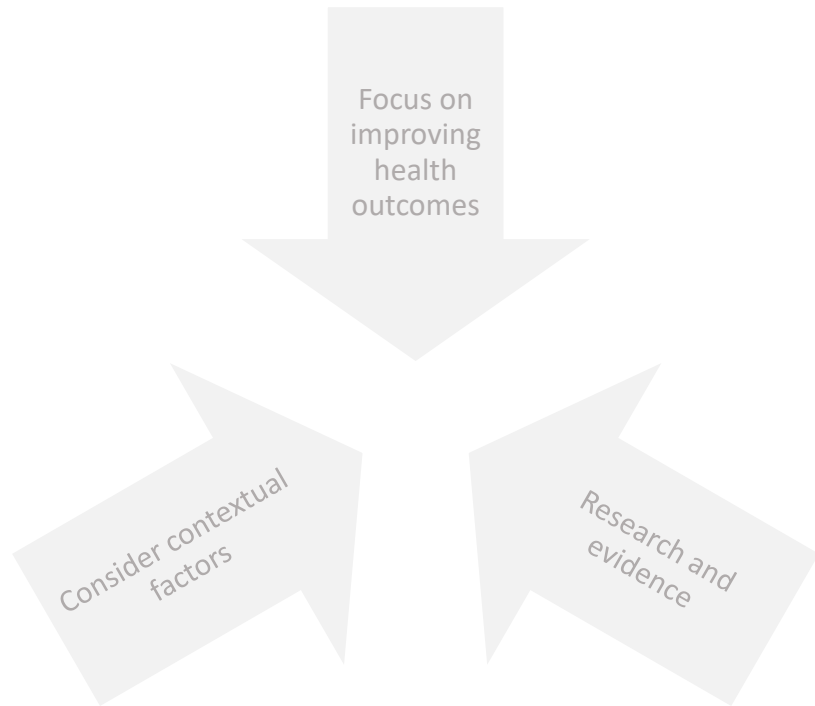 Focus on
improving
health
outcomes
Consider contextual
factors
Research and
evidence